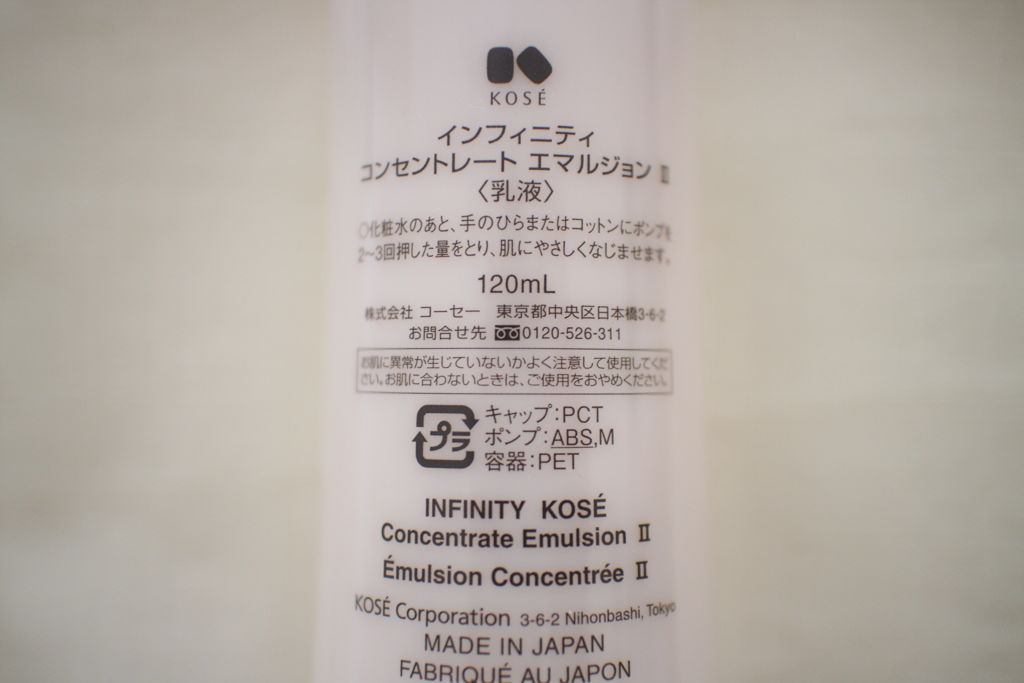 KOSÉ
インフィニティ
コンセントレート エマルジョン Ⅱ
〈乳液〉
○化粧水のあと、手のひらまたはコットンにポンプを
2〜3回押した量をとり、肌にやさしくなじませます。
120mL
株式会社 コーセー 東京都中央区日本橋3-6-2
お問合せ先 0120-526-311
お肌に異常が生じていないかよく注意して使用してくだ
さい。お肌に合わないときは、ご使用をおやめください。
プラ
キャップ:PCT
ポンプ:ABS,M
容器:PET
INFINITY KOSÉ
Concentrate Emulsion Ⅱ
Émulsion Concentrée Ⅱ
KOSÉ Corporation 3-6-2 Nihonbashi, Tokyo
MADE IN JAPAN
FABRIQUÉ AU JAPON